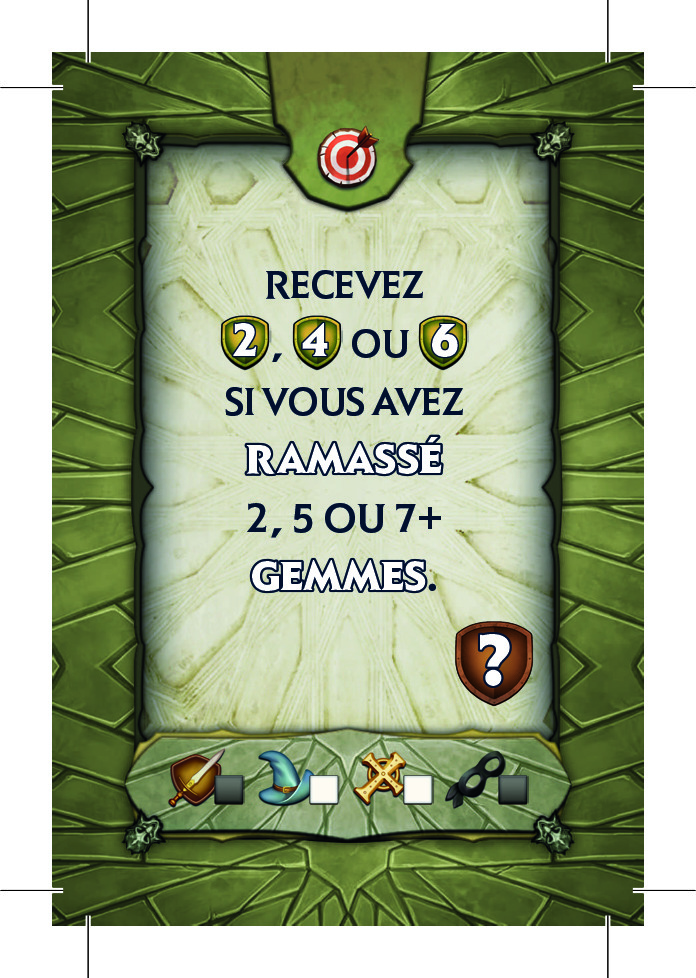 RECEVEZ
2, 4 OU 6
SI VOUS AVEZ
RAMASSÉ
2, 5 OU 7+
GEMMES.
?